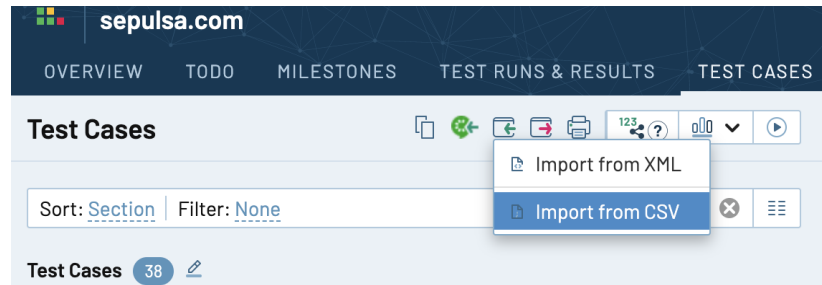 sepulsa.com
OVERVIEW TODO MILESTONES TEST RUNS & RESULTS TEST CASES
Test Cases 123 ?
Import from XML
Sort: Section Filter: None Import from CSV
Test Cases 38